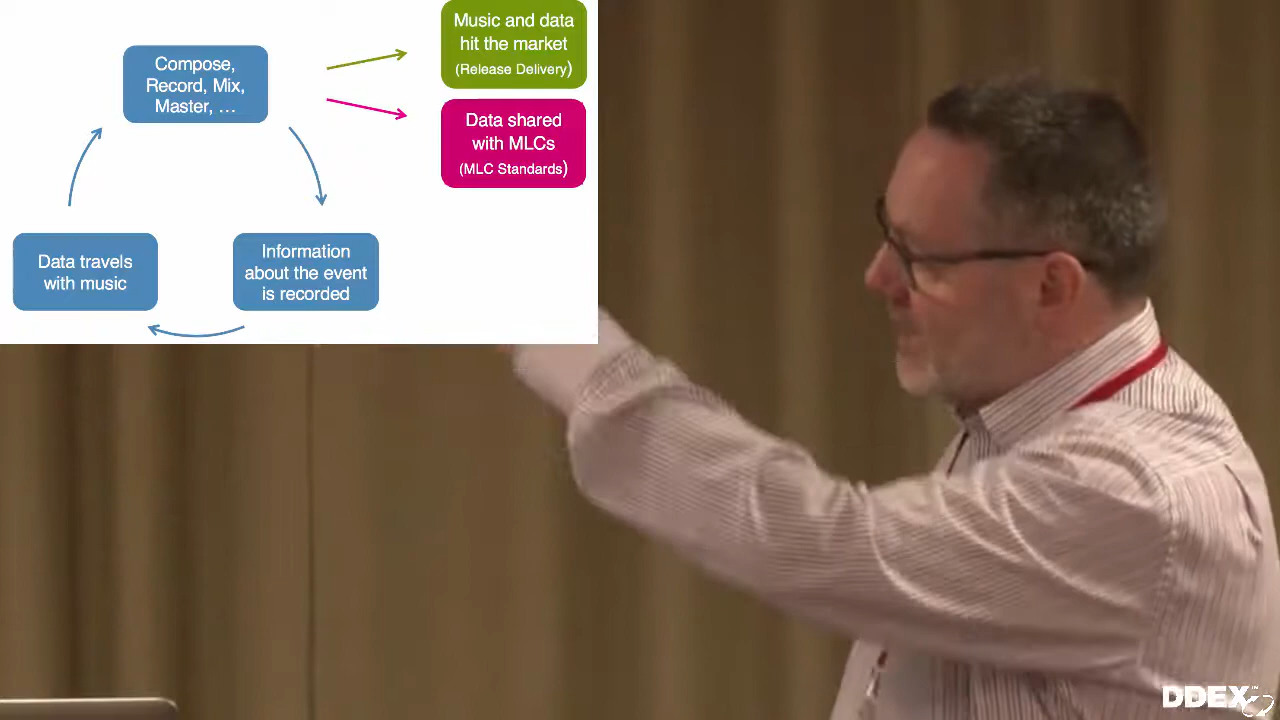 Music and data
hit the market
(Release Delivery)
Compose,
Record, Mix,
Master, ...
Data shared
with MLCs
(MLC Standards)
Data travels
with music
Information
about the event
is recorded
DDEX